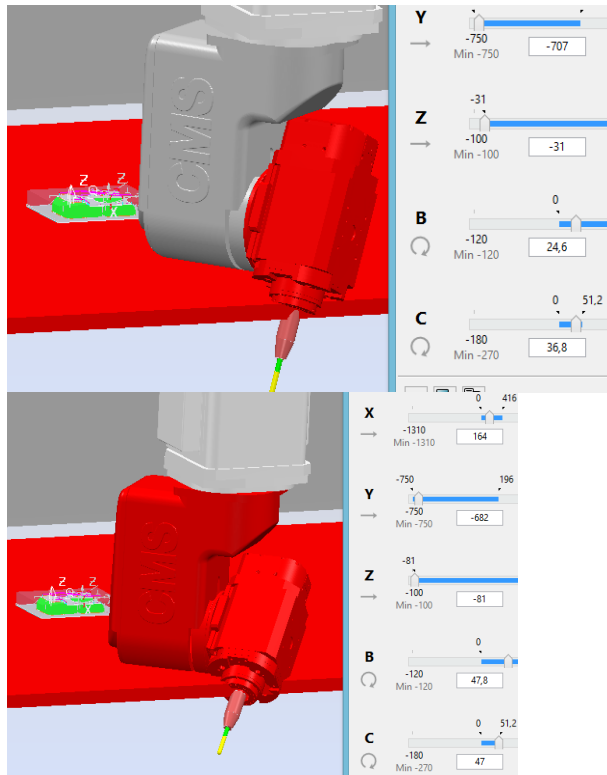 Y
-750
Min -750
-707
-31
Z
-100
Min -100
-31
0
B
-120
Min -120
24,6
0 51,2
C
-180
Min -270
36,8
CMS
Z
Z
X
0 416
X
-1310
Min -1310
164
-750 196
Y
-750
Min -750
-682
-81
Z
-100
Min -100
-81
0
B
-120
Min -120
47,8
0 51,2
C
-180
Min -270
47
CMS
Z
Z
X